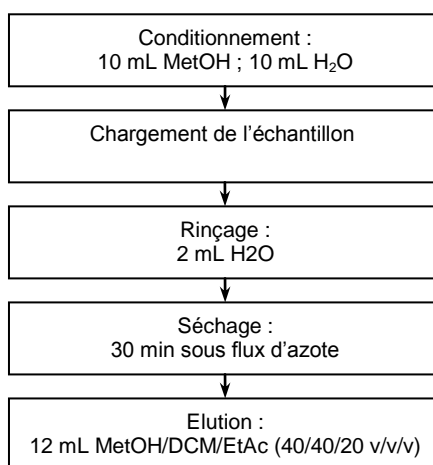 Conditionnement :
10 mL MetOH ; 10 mL H₂O
Chargement de l'échantillon
Rinçage :
2 mL H2O
Séchage :
30 min sous flux d'azote
Elution :
12 mL MetOH/DCM/EtAc (40/40/20 v/v/v)